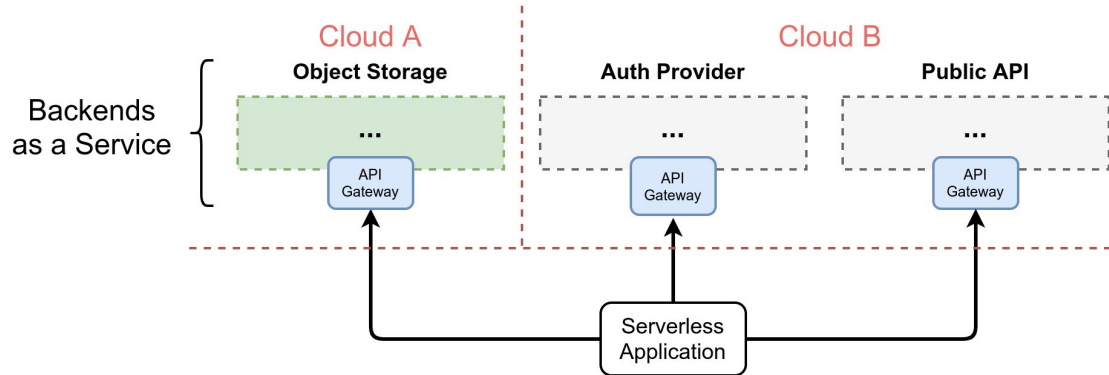 Cloud A
Cloud B
Object Storage
Auth Provider
Public API
Backends
as a Service
...
...
...
API
Gateway
API
Gateway
API
Gateway
Serverless
Application